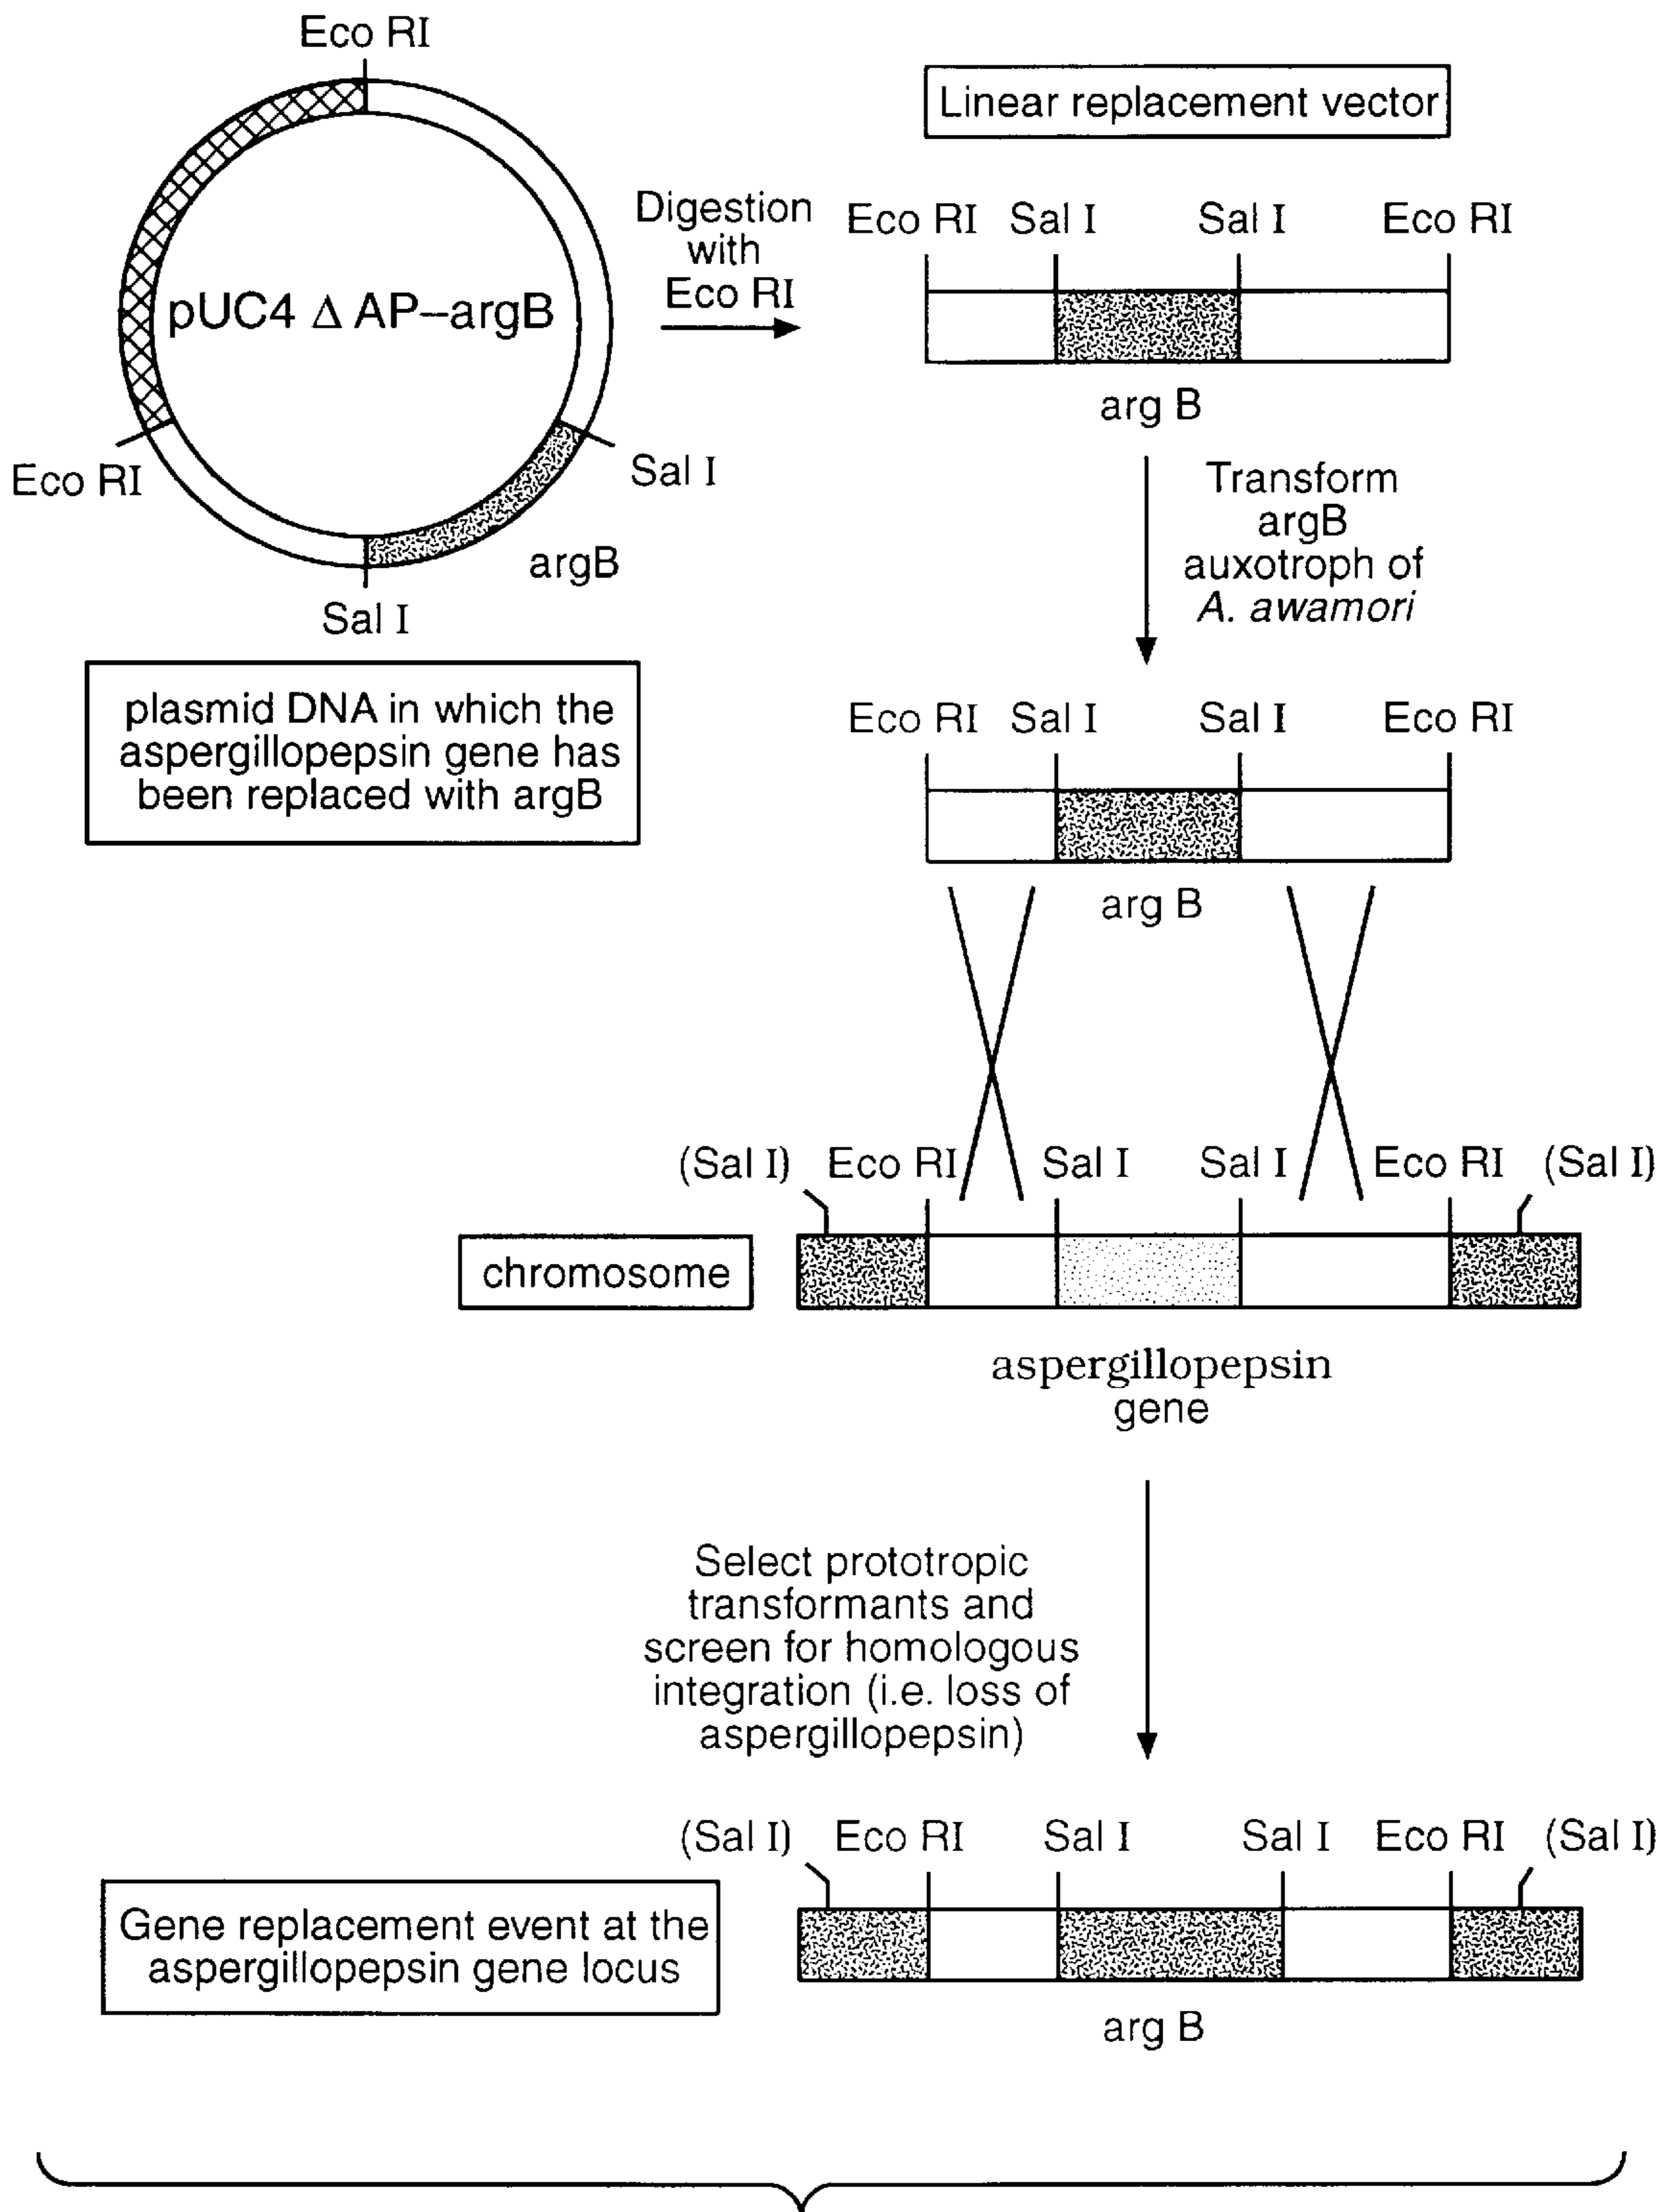 Eco RI
pUC4 Δ AP–argB
Eco RI
Sal I
argB
Sal I
plasmid DNA in which the
aspergillopepsin gene has
been replaced with argB
Digestion
with
Eco RI
Linear replacement vector
Eco RI Sal I Sal I Eco RI
arg B
Transform
argB
auxotroph of
A. awamori
Eco RI Sal I Sal I Eco RI
arg B
(Sal I) Eco RI Sal I Sal I Eco RI (Sal I)
chromosome
aspergillopepsin
gene
Select prototropic
transformants and
screen for homologous
integration (i.e. loss of
aspergillopepsin)
(Sal I) Eco RI Sal I Sal I Eco RI (Sal I)
Gene replacement event at the
aspergillopepsin gene locus
arg B